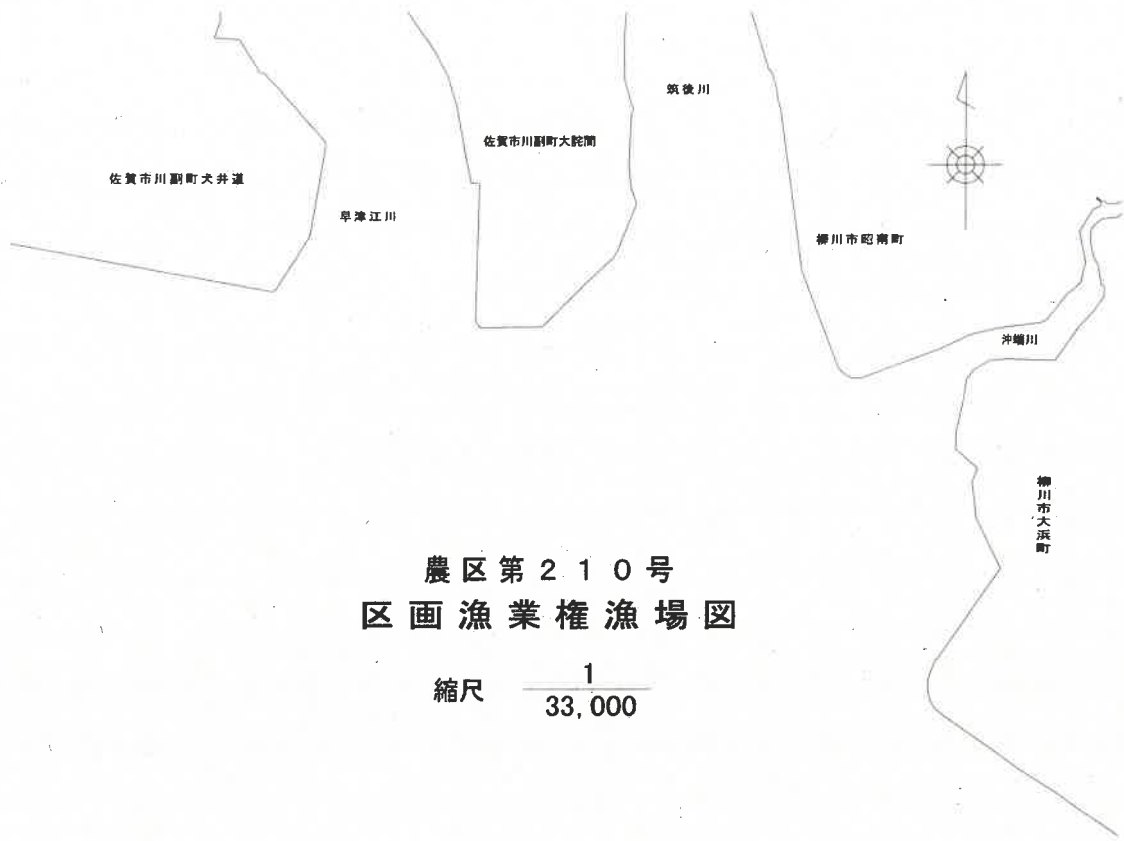 筑後川
佐賀市川副町大詫間
佐賀市川副町犬井道
早津江川
柳川市昭南町
沖端川
柳川市大浜町
農区第210号
区画漁業権漁場図
縮尺 1
33,000